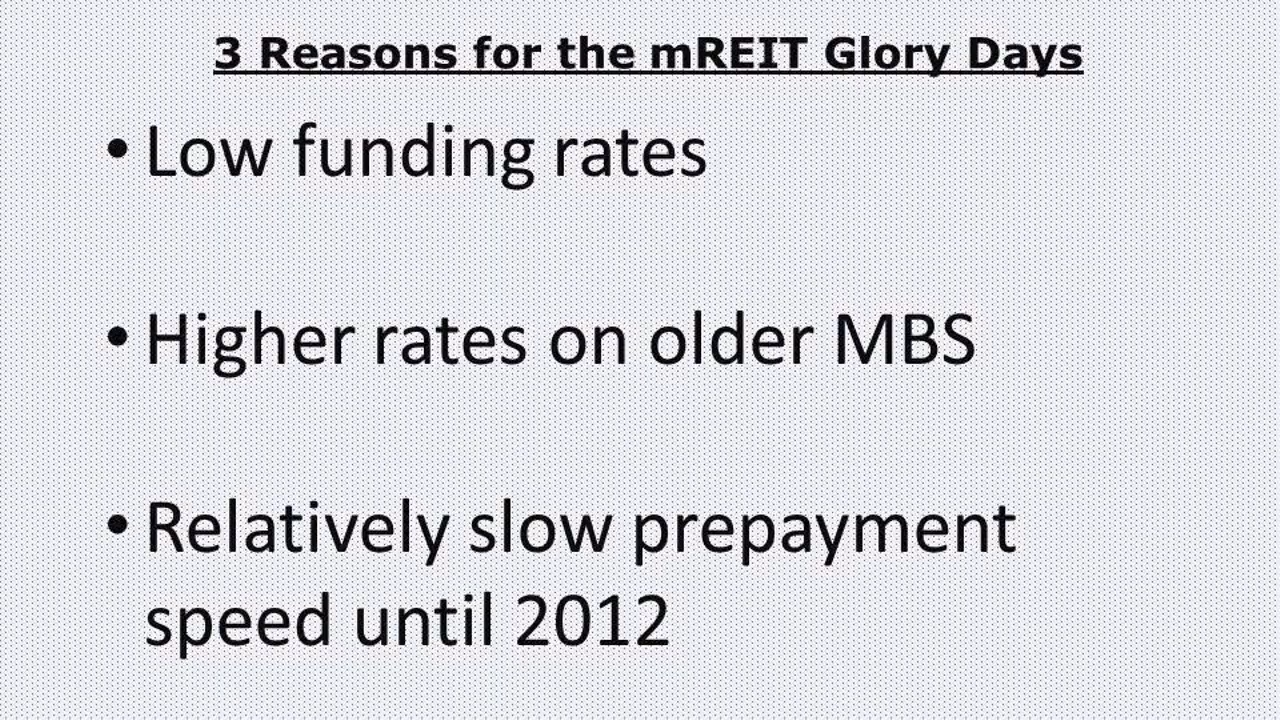 3 Reasons for the mREIT Glory Days
• Low funding rates
• Higher rates on older MBS
• Relatively slow prepayment
speed until 2012